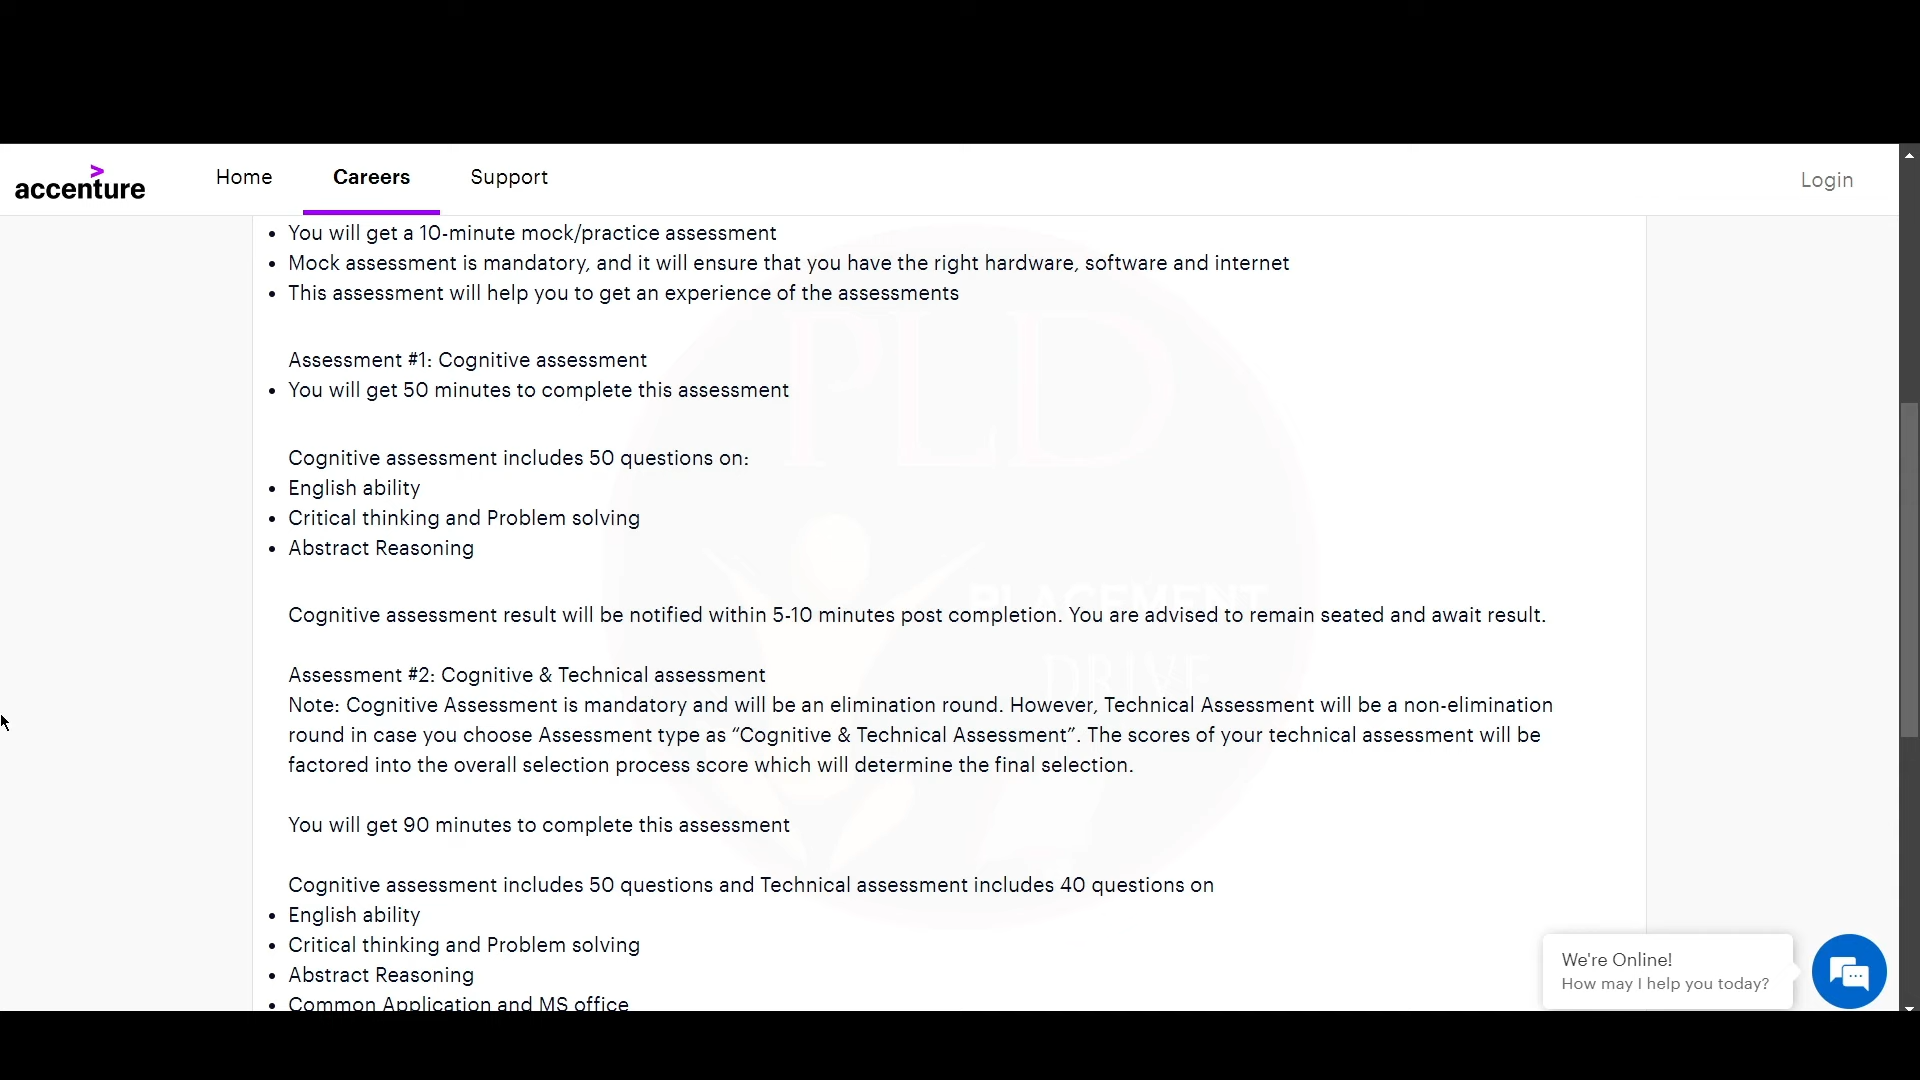 accenture
Home
Careers
Support
Login
• You will get a 10-minute mock/practice assessment
• Mock assessment is mandatory, and it will ensure that you have the right hardware, software and internet
• This assessment will help you to get an experience of the assessments
Assessment #1: Cognitive assessment
• You will get 50 minutes to complete this assessment
Cognitive assessment includes 50 questions on:
• English ability
• Critical thinking and Problem solving
• Abstract Reasoning
Cognitive assessment result will be notified within 5-10 minutes post completion. You are advised to remain seated and await result.
Assessment #2: Cognitive & Technical assessment
Note: Cognitive Assessment is mandatory and will be an elimination round. However, Technical Assessment will be a non-elimination
round in case you choose Assessment type as “Cognitive & Technical Assessment”. The scores of your technical assessment will be
factored into the overall selection process score which will determine the final selection.
You will get 90 minutes to complete this assessment
Cognitive assessment includes 50 questions and Technical assessment includes 40 questions on
• English ability
• Critical thinking and Problem solving
• Abstract Reasoning
• Common Application and MS office
We're Online!
How may I help you today?
PLD
PLACEMENT
DRIVE